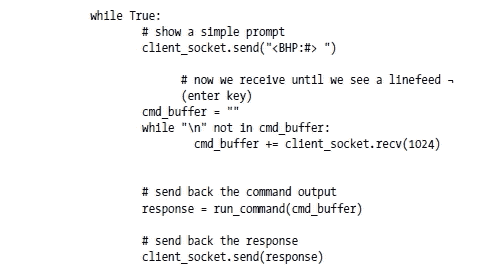 while True:
# show a simple prompt
client_socket.send("<BHP:#> ")
# now we receive until we see a linefeed ¬
(enter key)
cmd_buffer = ""
while "\n" not in cmd_buffer:
cmd_buffer += client_socket.recv(1024)
# send back the command output
response = run_command(cmd_buffer)
# send back the response
client_socket.send(response)